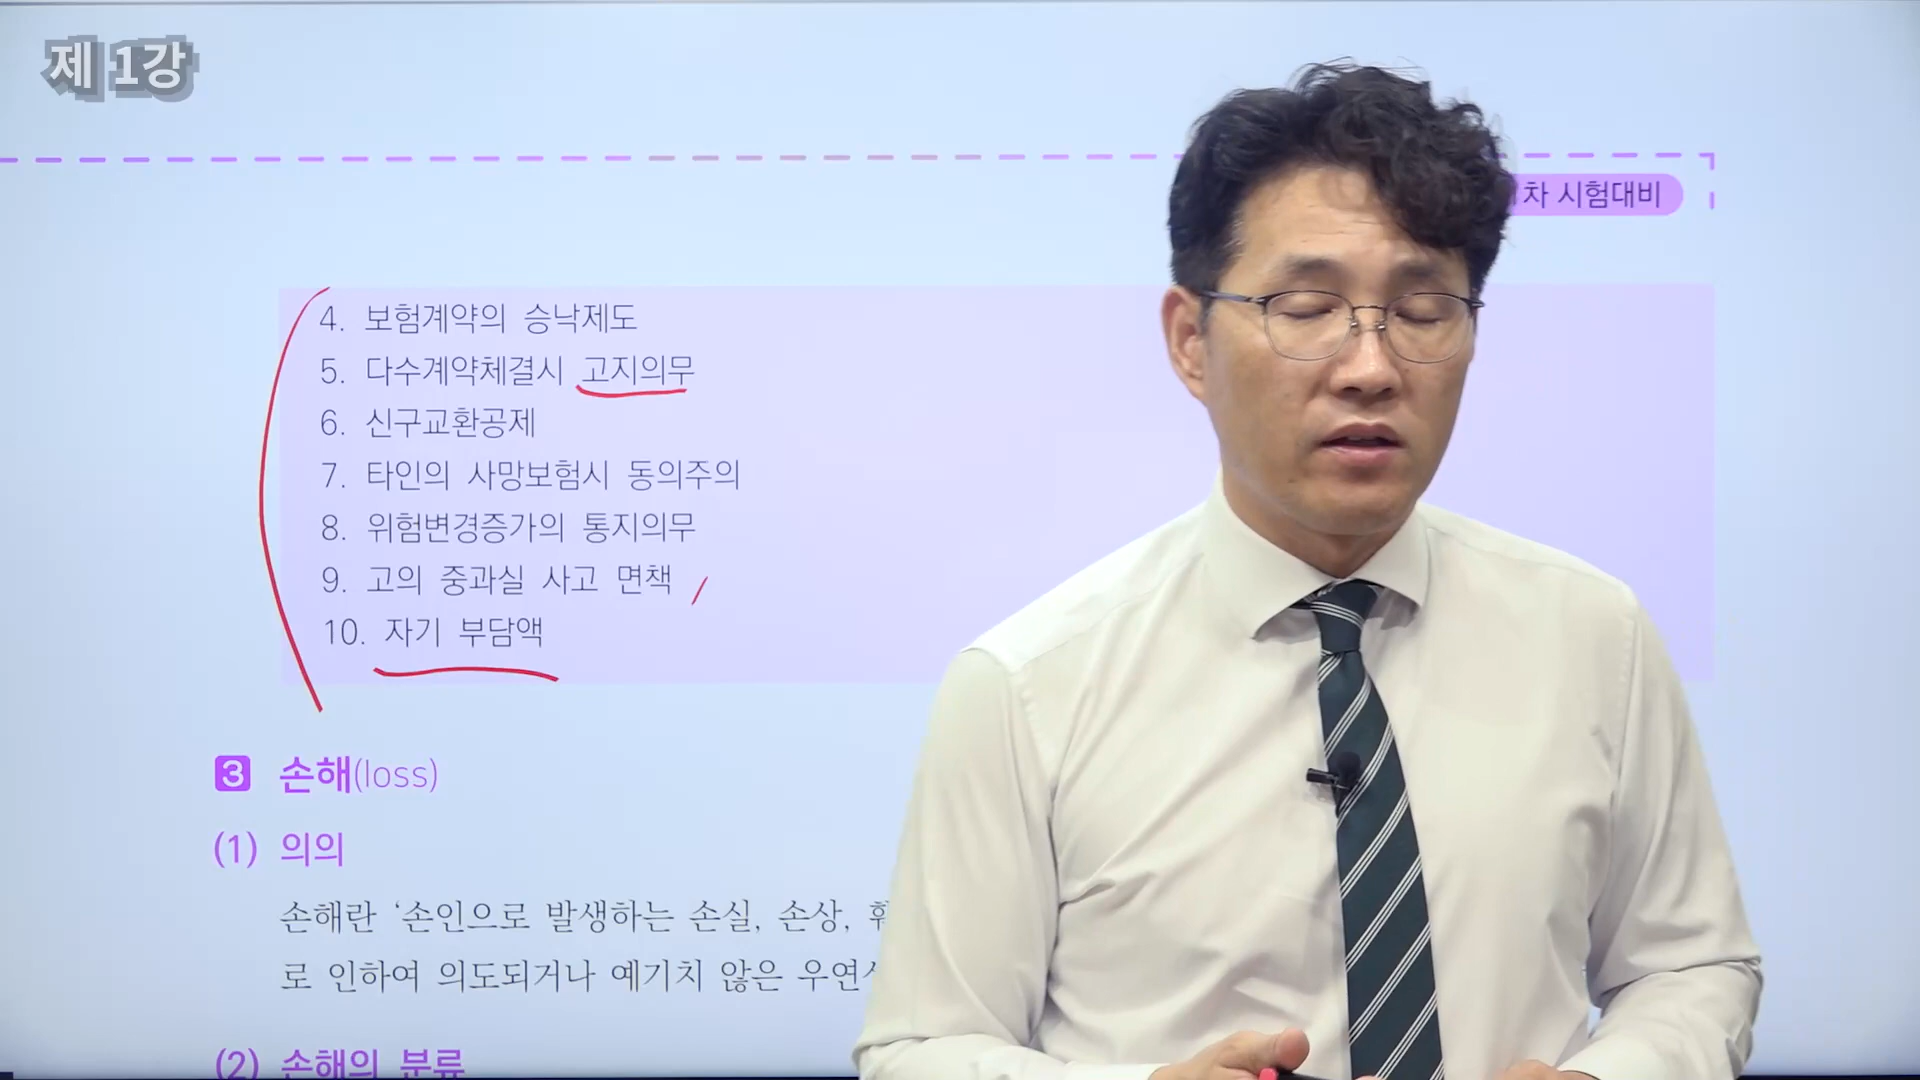 제 1강
차 시험대비
4. 보험계약의 승낙제도
5. 다수계약체결시 고지의무
6. 신구교환공제
7. 타인의 사망보험시 동의주의
8. 위험변경증가의 통지의무
9. 고의 중과실 사고 면책
10. 자기 부담액
3 손해(loss)
(1) 의의
손해란 ‘손인으로 발생하는 손실, 손상,
로 인하여 의도되거나 예기치 않은
(2) 손해의 분류